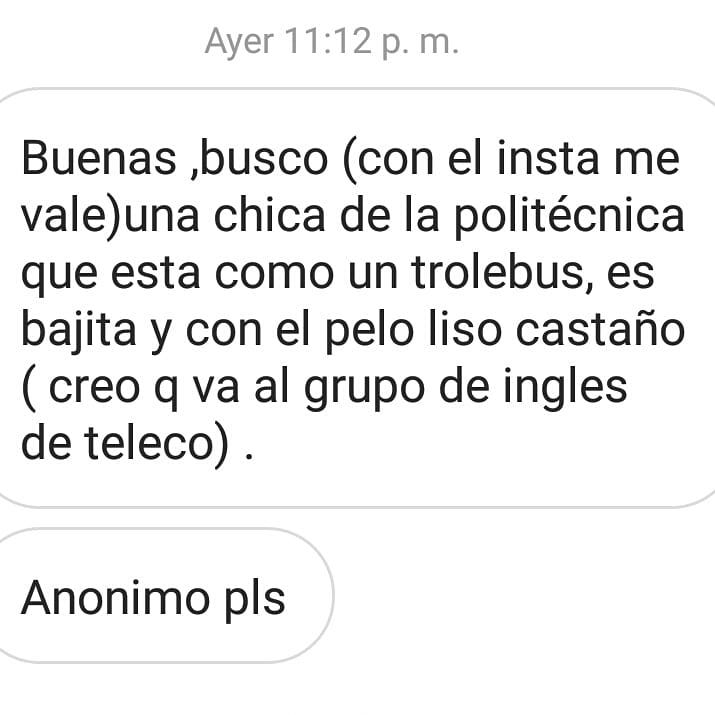 Ayer 11:12 p. m.
Buenas ,busco (con el insta me
vale)una chica de la politécnica
que esta como un trolebus, es
bajita y con el pelo liso castaño
( creo q va al grupo de ingles
de teleco) .
Anonimo pls